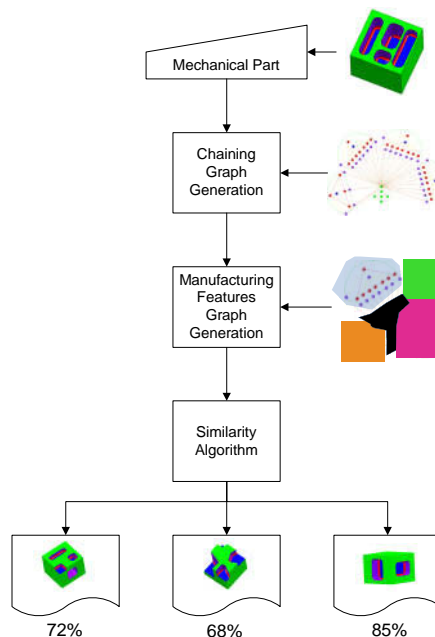 Mechanical Part
Chaining
Graph
Generation
Manufacturing
Features
Graph
Generation
Similarity
Algorithm
72%
68%
85%